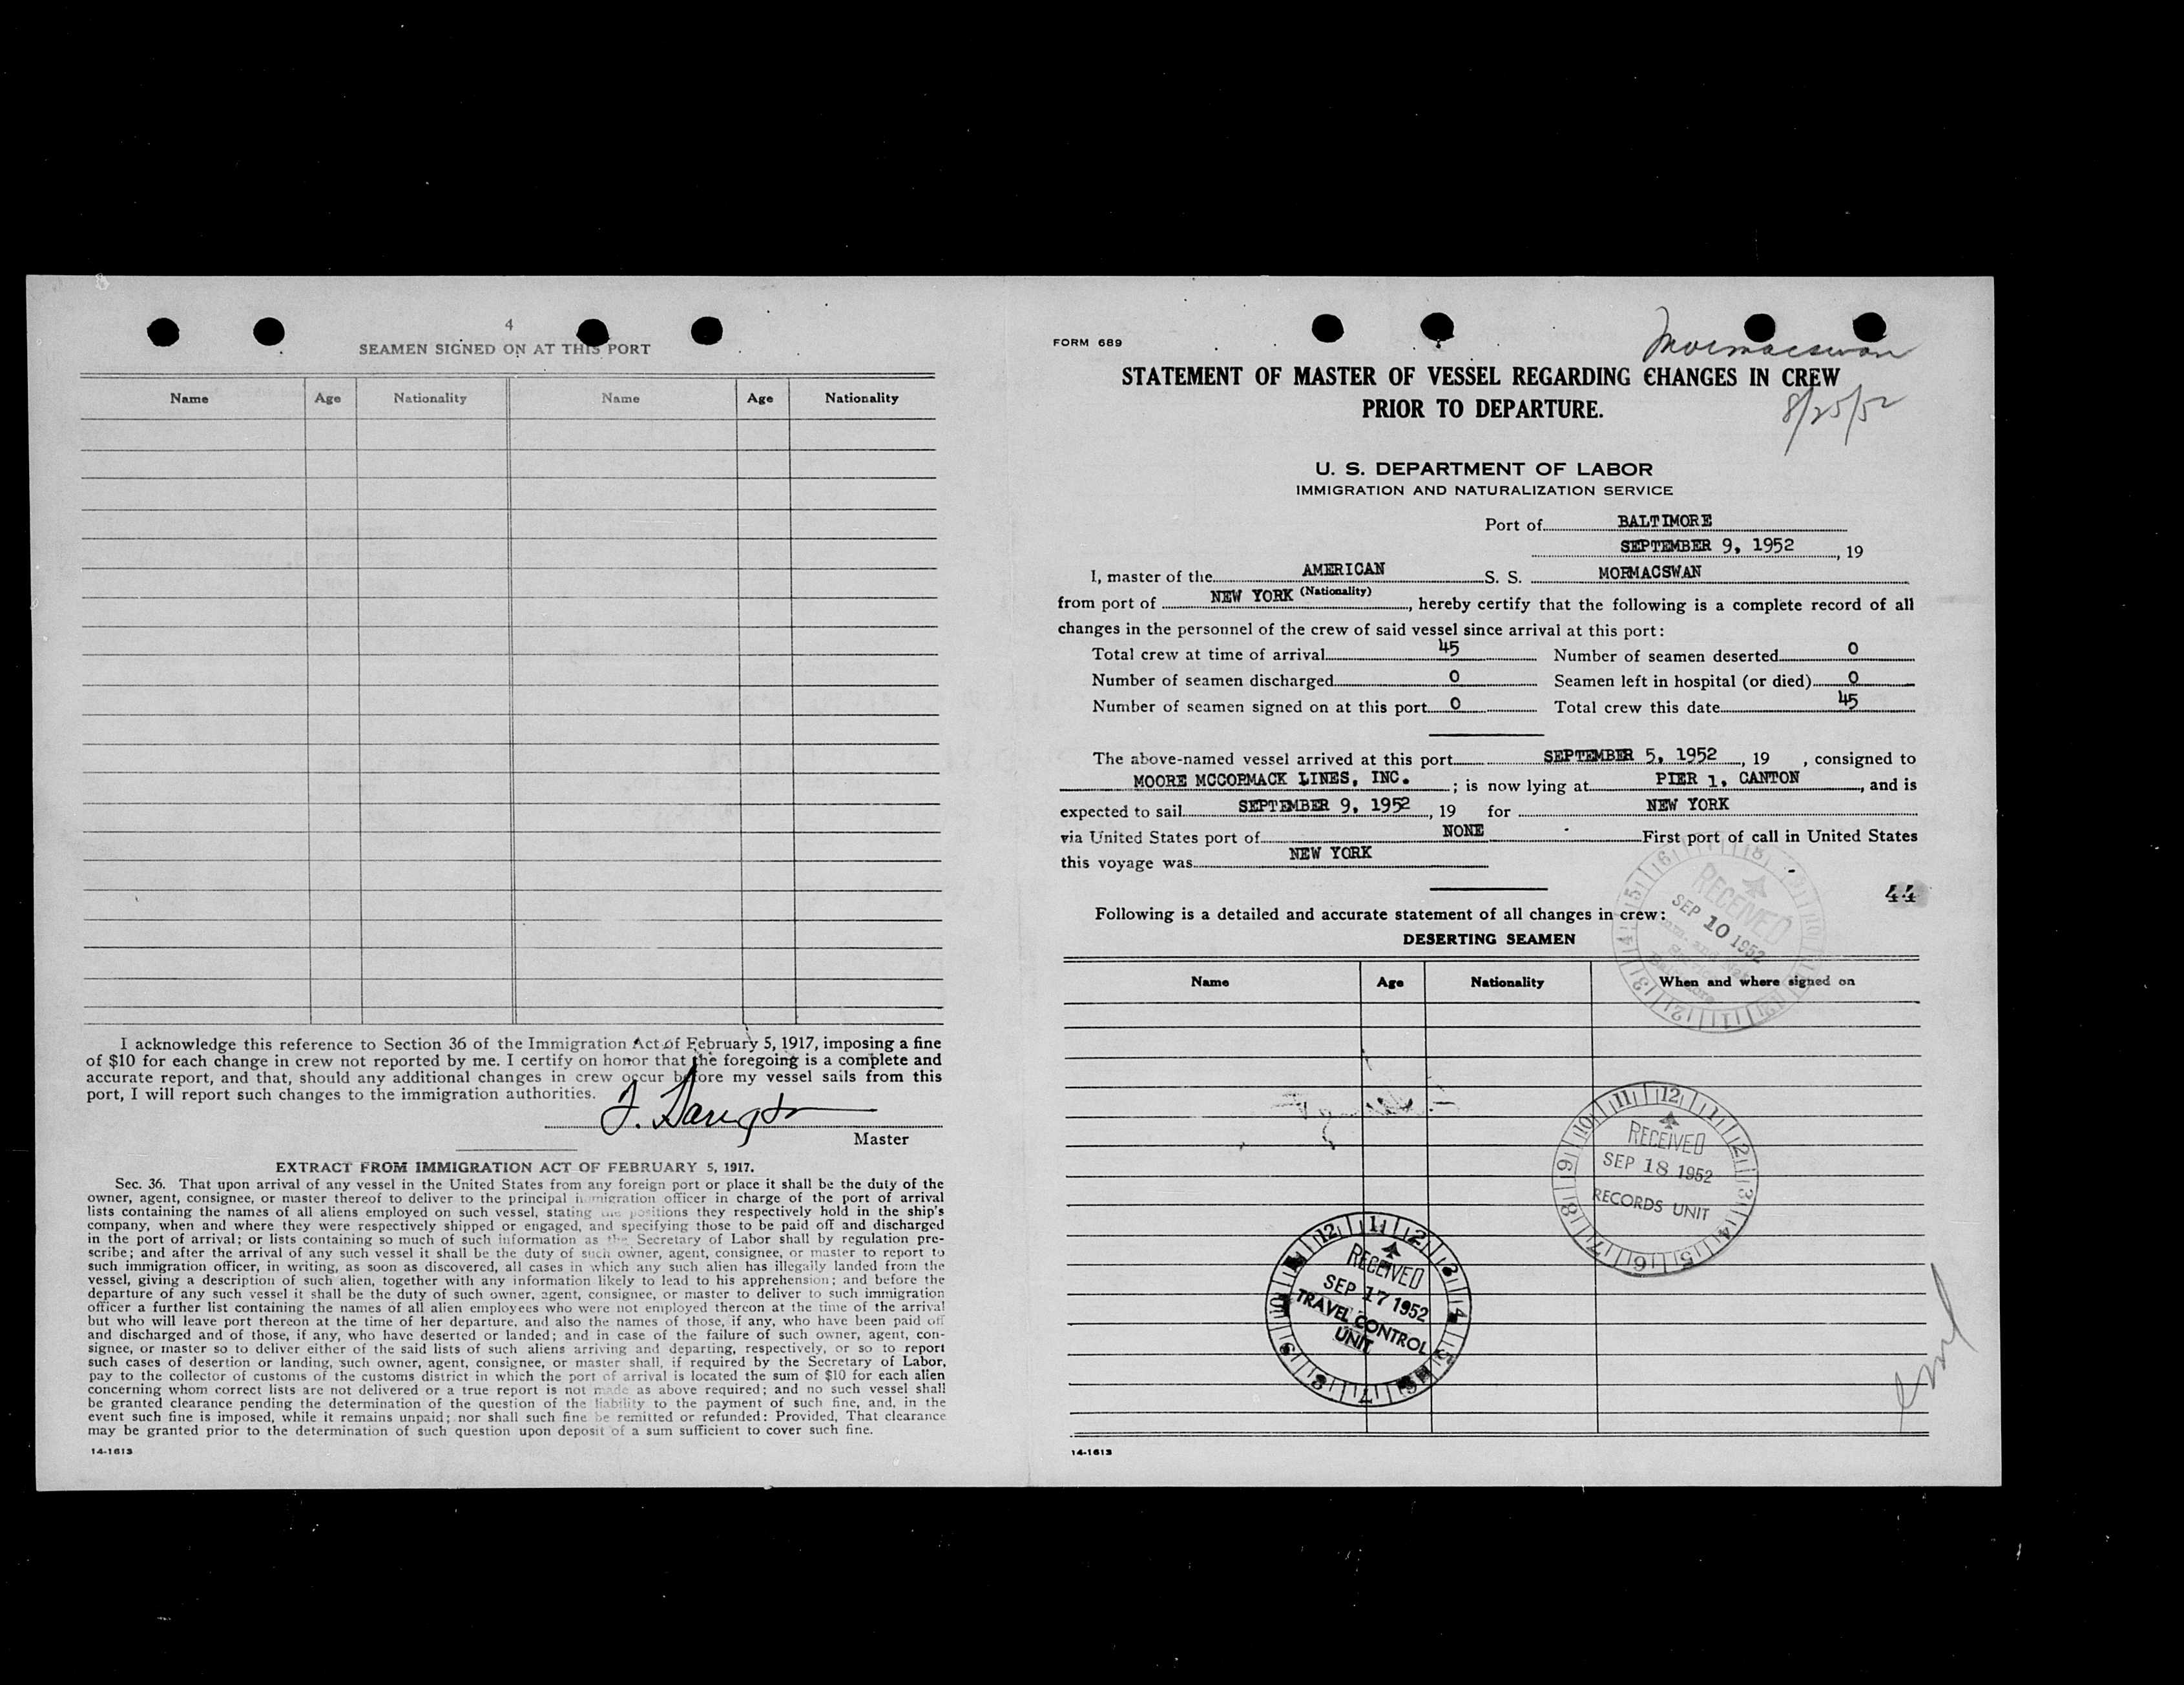 4
SEAMEN SIGNED ON AT THIS PORT
Name Age Nationality Name Age Nationality
I acknowledge this reference to Section 36 of the Immigration Act of February 5, 1917, imposing a fine
of $10 for each change in crew not reported by me. I certify on honor that the foregoing is a complete and
accurate report, and that, should any additional changes in crew occur before my vessel sails from this
port, I will report such changes to the immigration authorities.
Master
EXTRACT FROM IMMIGRATION ACT OF FEBRUARY 5, 1917.
Sec. 36. That upon arrival of any vessel in the United States from any foreign port or place it shall be the duty of the
owner, agent, consignee, or master thereof to deliver to the principal immigration officer in charge of the port of arrival
lists containing the names of all aliens employed on such vessel, stating the positions they respectively hold in the ship's
company, when and where they were respectively shipped or engaged, and specifying those to be paid off and discharged
in the port of arrival; or lists containing so much of such information as the Secretary of Labor shall by regulation pre-
scribe; and after the arrival of any such vessel it shall be the duty of such owner, agent, consignee, or master to report to
such immigration officer, in writing, as soon as discovered, all cases in which any such alien has illegally landed from the
vessel, giving a description of such alien, together with any information likely to lead to his apprehension; and before the
departure of any such vessel it shall be the duty of such owner, agent, consignee, or master to deliver to such immigration
officer a further list containing the names of all alien employees who were not employed thereon at the time of the arrival
but who will leave port thereon at the time of her departure, and also the names of those, if any, who have been paid off
and discharged and of those, if any, who have deserted or landed; and in case of the failure of such owner, agent, con-
signee, or master so to deliver either of the said lists of such aliens arriving and departing, respectively, or so to report
such cases of desertion or landing, such owner, agent, consignee, or master shall, if required by the Secretary of Labor,
pay to the collector of customs of the customs district in which the port of arrival is located the sum of $10 for each alien
concerning whom correct lists are not delivered or a true report is not made as above required; and no such vessel shall
be granted clearance pending the determination of the question of the liability to the payment of such fine, and, in the
event such fine is imposed, while it remains unpaid; nor shall such fine be remitted or refunded: Provided, That clearance
may be granted prior to the determination of such question upon deposit of a sum sufficient to cover such fine.
14-1613
FORM 689
Mormacswan
STATEMENT OF MASTER OF VESSEL REGARDING CHANGES IN CREW
PRIOR TO DEPARTURE.
8/25/52
U. S. DEPARTMENT OF LABOR
IMMIGRATION AND NATURALIZATION SERVICE
Port of BALTIMORE
SEPTEMBER 9, 1952, 19
I, master of the AMERICAN S. S. MORMACSWAN
(Nationality)
from port of NEW YORK, hereby certify that the following is a complete record of all
changes in the personnel of the crew of said vessel since arrival at this port:
Total crew at time of arrival 45 Number of seamen deserted 0
Number of seamen discharged 0 Seamen left in hospital (or died) 0
Number of seamen signed on at this port 0 Total crew this date 45
The above-named vessel arrived at this port SEPTEMBER 5, 1952, 19 , consigned to
MOORE MCCORMACK LINES, INC. ; is now lying at PIER 1, CANTON, and is
expected to sail SEPTEMBER 9, 1952, 19 for NEW YORK
via United States port of NONE First port of call in United States
this voyage was NEW YORK
44
Following is a detailed and accurate statement of all changes in crew:
DESERTING SEAMEN
Name Age Nationality When and where signed on
RECEIVED
SEP 10 1952
RECEIVED
SEP 18 1952
RECORDS UNIT
RECEIVED
SEP 17 1952
TRAVEL CONTROL
UNIT
14-1613